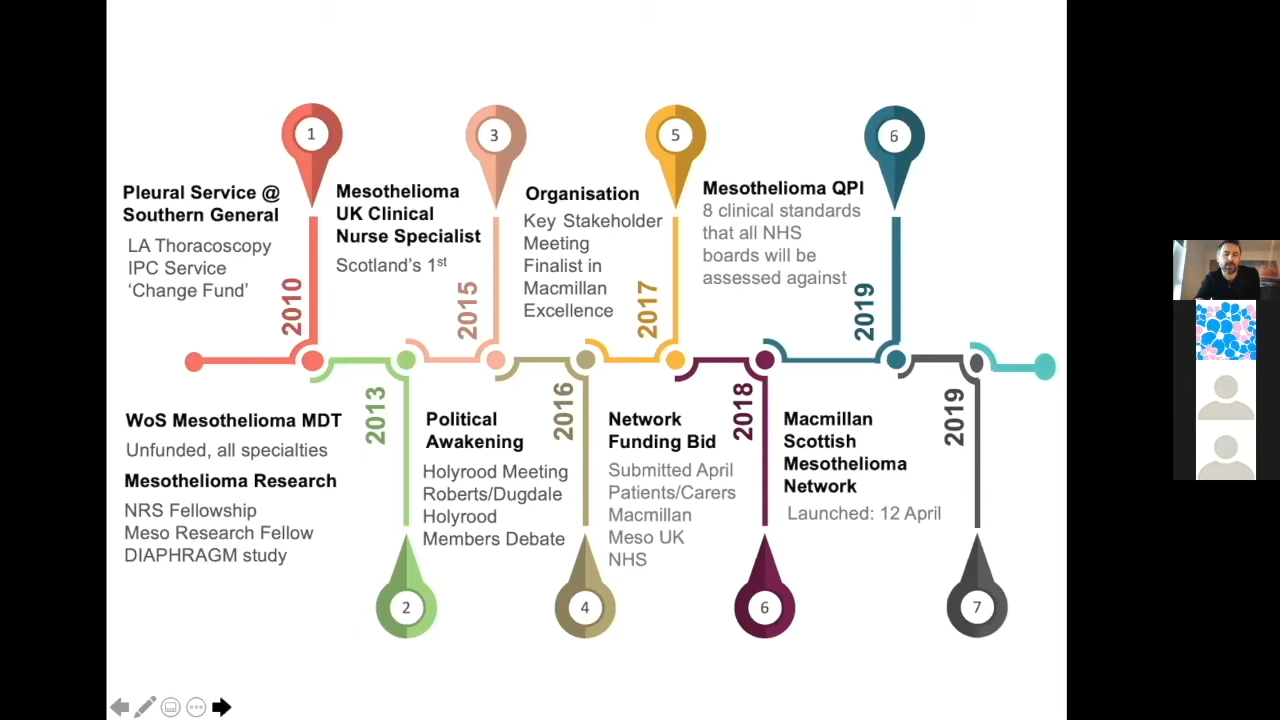 1
Pleural Service @
Southern General
LA Thoracoscopy
IPC Service
‘Change Fund’
2010
WoS Mesothelioma MDT
Unfunded, all specialties
Mesothelioma Research
NRS Fellowship
Meso Research Fellow
DIAPHRAGM study
2013
2
3
Mesothelioma
UK Clinical
Nurse Specialist
Scotland’s 1st
2015
Political
Awakening
Holyrood Meeting
Roberts/Dugdale
Holyrood
Members Debate
2016
4
5
Organisation
Key Stakeholder
Meeting
Finalist in
Macmillan
Excellence
2017
Network
Funding Bid
Submitted April
Patients/Carers
Macmillan
Meso UK
NHS
2018
6
6
Mesothelioma QPI
8 clinical standards
that all NHS
boards will be
assessed against
2019
Macmillan
Scottish
Mesothelioma
Network
Launched: 12 April
2019
7